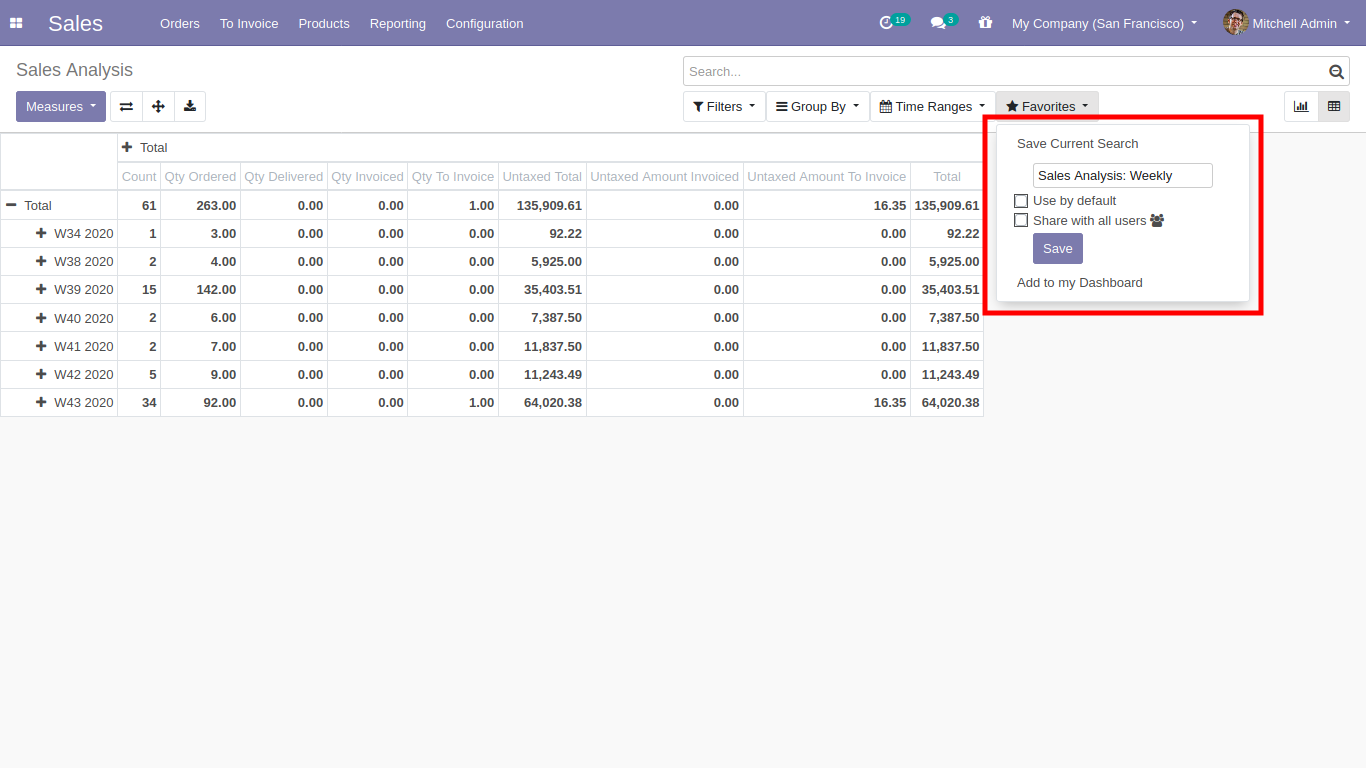 Sales Orders To Invoice Products Reporting Configuration 19 3 My Company (San Francisco) Mitchell Admin
Sales Analysis
Search...
Measures
Filters Group By Time Ranges Favorites
Save Current Search
Sales Analysis: Weekly
Use by default
Share with all users
Save
Add to my Dashboard
Total
Count Qty Ordered Qty Delivered Qty Invoiced Qty To Invoice Untaxed Total Untaxed Amount Invoiced Untaxed Amount To Invoice Total
Total 61 263.00 0.00 0.00 1.00 135,909.61 0.00 16.35 135,909.61
W34 2020 1 3.00 0.00 0.00 0.00 92.22 0.00 0.00 92.22
W38 2020 2 4.00 0.00 0.00 0.00 5,925.00 0.00 0.00 5,925.00
W39 2020 15 142.00 0.00 0.00 0.00 35,403.51 0.00 0.00 35,403.51
W40 2020 2 6.00 0.00 0.00 0.00 7,387.50 0.00 0.00 7,387.50
W41 2020 2 7.00 0.00 0.00 0.00 11,837.50 0.00 0.00 11,837.50
W42 2020 5 9.00 0.00 0.00 0.00 11,243.49 0.00 0.00 11,243.49
W43 2020 34 92.00 0.00 0.00 1.00 64,020.38 0.00 16.35 64,020.38